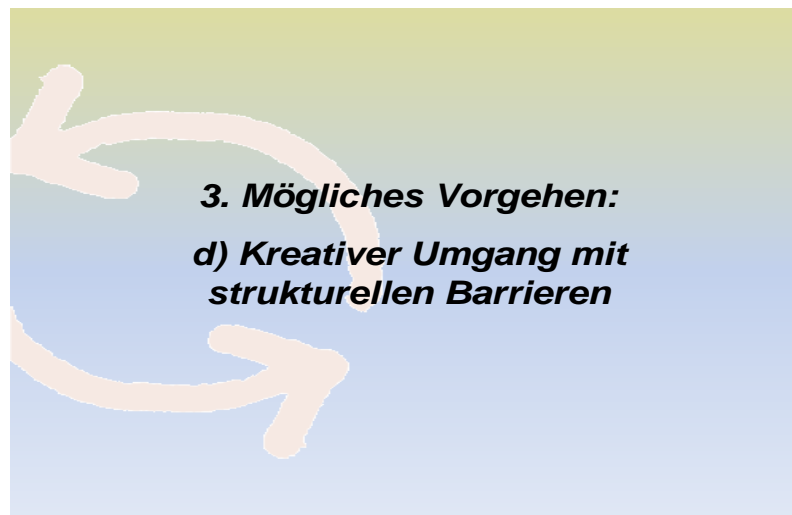 3. Mögliches Vorgehen:
d) Kreativer Umgang mit
strukturellen Barrieren